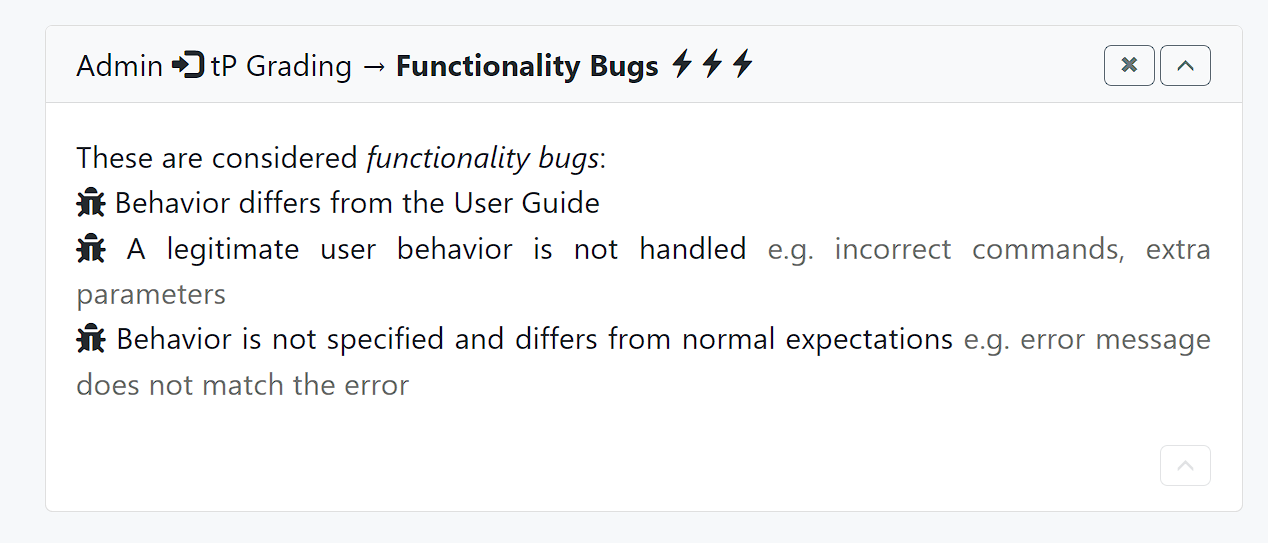 Admin tP Grading → Functionality Bugs
These are considered functionality bugs:
Behavior differs from the User Guide
A legitimate user behavior is not handled e.g. incorrect commands, extra
parameters
Behavior is not specified and differs from normal expectations e.g. error message
does not match the error